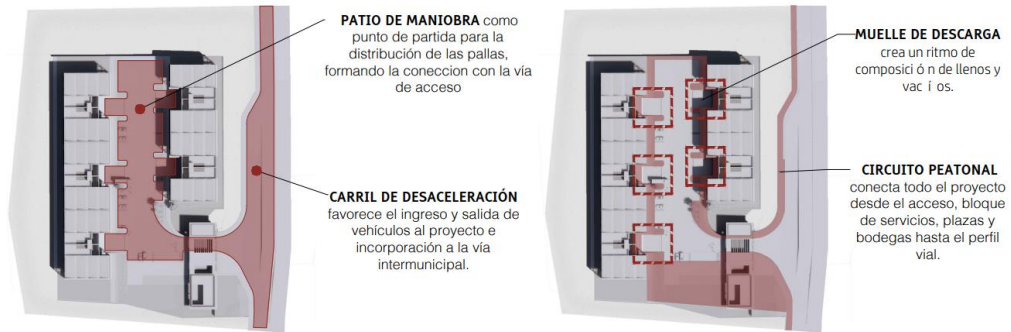 PATIO DE MANIOBRA como
punto de partida para la
distribución de las pallas,
formando la coneccion con la vía
de acceso
CARRIL DE DESACELERACIÓN
favorece el ingreso y salida de
vehículos al proyecto e
incorporación a la vía
intermunicipal.
MUELLE DE DESCARGA
crea un ritmo de
composici ó n de llenos y
vac í os.
CIRCUITO PEATONAL
conecta todo el proyecto
desde el acceso, bloque
de servicios, plazas y
bodegas hasta el perfil
vial.